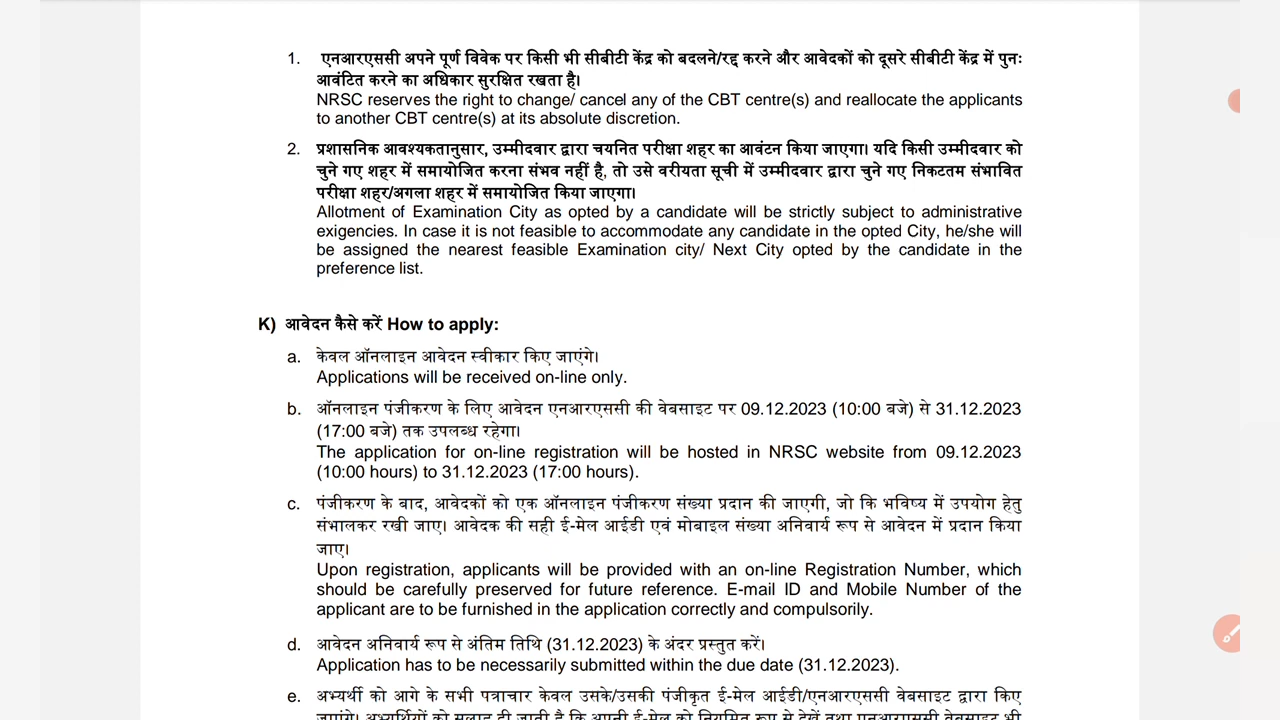 1. एनआरएससी अपने पूर्ण विवेक पर किसी भी सीबीटी केंद्र को बदलने/रद्द करने और आवेदकों को दूसरे सीबीटी केंद्र में पुनः
आवंटित करने का अधिकार सुरक्षित रखता है।
NRSC reserves the right to change/ cancel any of the CBT centre(s) and reallocate the applicants
to another CBT centre(s) at its absolute discretion.
2. प्रशासनिक आवश्यकतानुसार, उम्मीदवार द्वारा चयनित परीक्षा शहर का आवंटन किया जाएगा। यदि किसी उम्मीदवार को
चुने गए शहर में समायोजित करना संभव नहीं है, तो उसे वरीयता सूची में उम्मीदवार द्वारा चुने गए निकटतम संभावित
परीक्षा शहर/अगला शहर में समायोजित किया जाएगा।
Allotment of Examination City as opted by a candidate will be strictly subject to administrative
exigencies. In case it is not feasible to accommodate any candidate in the opted City, he/she will
be assigned the nearest feasible Examination city/ Next City opted by the candidate in the
preference list.
K) आवेदन कैसे करें How to apply:
a. केवल ऑनलाइन आवेदन स्वीकार किए जाएंगे।
Applications will be received on-line only.
b. ऑनलाइन पंजीकरण के लिए आवेदन एनआरएससी की वेबसाइट पर 09.12.2023 (10:00 बजे) से 31.12.2023
(17:00 बजे) तक उपलब्ध रहेगा।
The application for on-line registration will be hosted in NRSC website from 09.12.2023
(10:00 hours) to 31.12.2023 (17:00 hours).
c. पंजीकरण के बाद, आवेदकों को एक ऑनलाइन पंजीकरण संख्या प्रदान की जाएगी, जो कि भविष्य में उपयोग हेतु
संभालकर रखी जाए। आवेदक की सही ई-मेल आईडी एवं मोबाइल संख्या अनिवार्य रूप से आवेदन में प्रदान किया
जाए।
Upon registration, applicants will be provided with an on-line Registration Number, which
should be carefully preserved for future reference. E-mail ID and Mobile Number of the
applicant are to be furnished in the application correctly and compulsorily.
d. आवेदन अनिवार्य रूप से अंतिम तिथि (31.12.2023) के अंदर प्रस्तुत करें।
Application has to be necessarily submitted within the due date (31.12.2023).
e. अभ्यर्थी को आगे के सभी पत्राचार केवल उसके/उसकी पंजीकृत ई-मेल आईडी/एनआरएससी वेबसाइट द्वारा किए
जाएंगे। अभ्यर्थियों को सलाह दी जाती है कि अपनी ई-मेल को नियमित रूप से देखें तथा एनआरएससी वेबसाइट भी